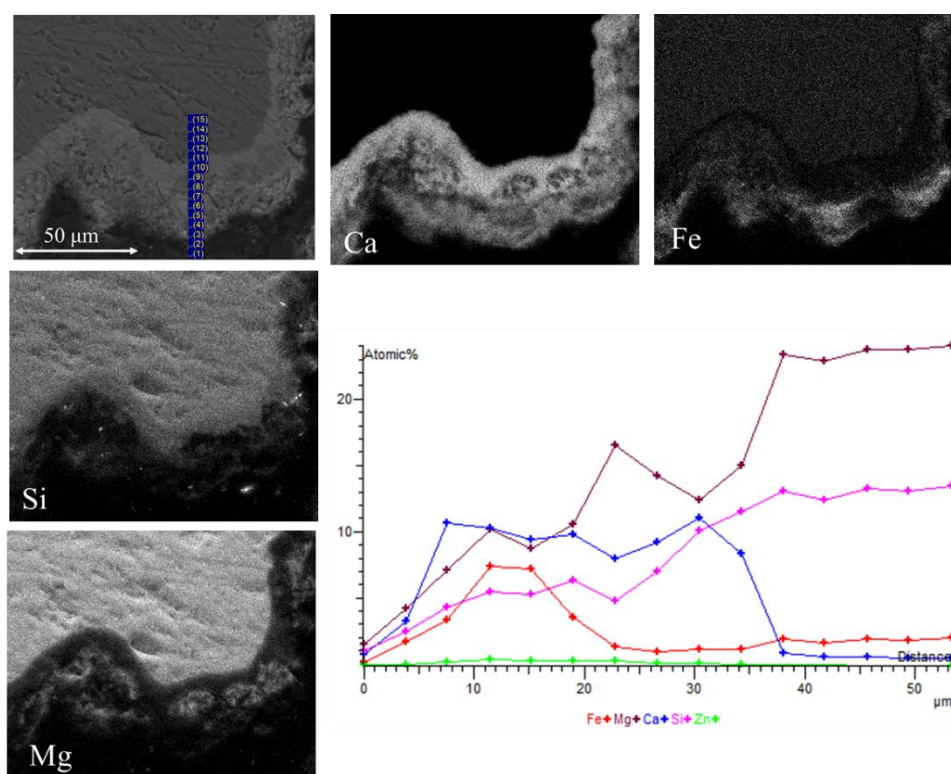 (15)
(14)
(13)
(12)
(11)
(10)
(9)
(8)
(7)
(6)
(5)
(4)
(3)
(2)
(1)
50 μm
Ca
Fe
Si
Mg
Atomic%
20
10
Distance
0 10 20 30 40 50
μm
Fe Mg Ca Si Zn